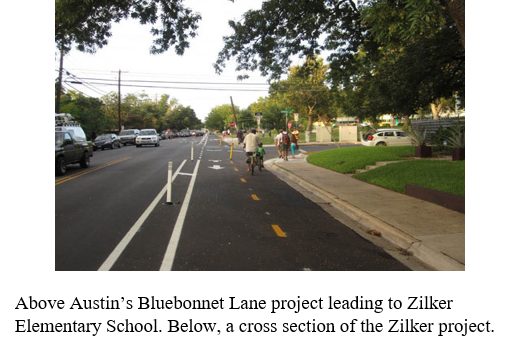 Above Austin's Bluebonnet Lane project leading to Zilker
Elementary School. Below, a cross section of the Zilker project.